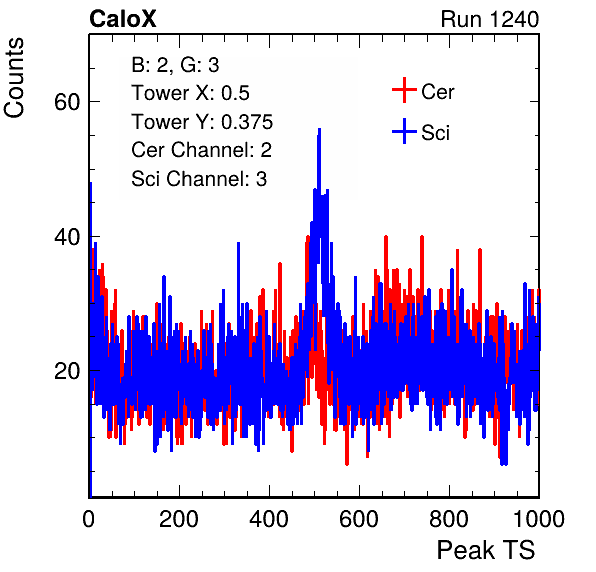 CaloX Run 1240
Counts
B: 2, G: 3
Tower X: 0.5
Tower Y: 0.375
Cer Channel: 2
Sci Channel: 3
Cer
Sci
60
40
20
0 200 400 600 800 1000
Peak TS